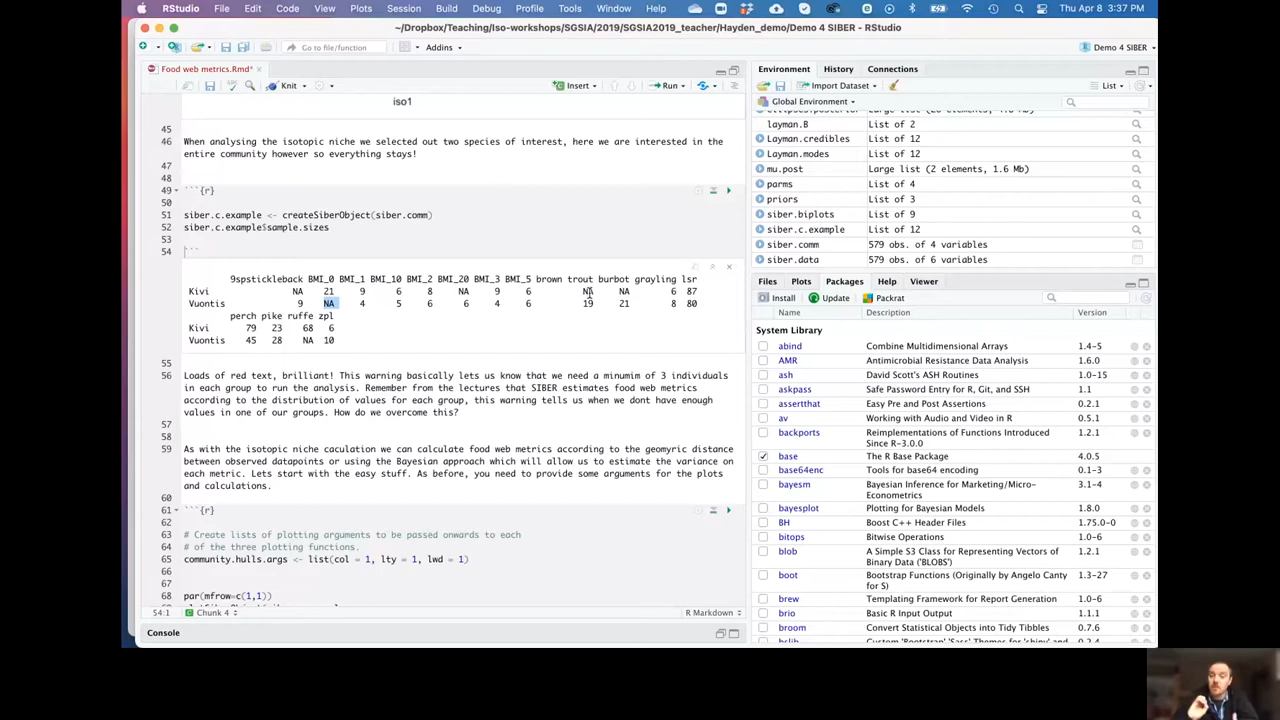 RStudio File Edit Code View Plots Session Build Debug Profile Tools Window Help Thu Apr 8 3:37 PM
~/Dropbox/Teaching/Iso-workshops/SGSIA/2019/SGSIA2019_teacher/Hayden_demo/Demo 4 SIBER - RStudio
Go to file/function Addins Demo 4 SIBER
Food web metrics.Rmd*
Knit Insert Run
iso1
45
46 When analysing the isotopic niche we selected out two species of interest, here we are interested in the
entire community however so everything stays!
47
48
49 ```{r}
50
51 siber.c.example <- createSiberObject(siber.comm)
52 siber.c.example$sample.sizes
53
54 ```
9spstickleback BMI_0 BMI_1 BMI_10 BMI_2 BMI_20 BMI_3 BMI_5 brown trout burbot grayling lsr
Kivi NA 21 9 6 8 NA 9 6 NA NA 6 87
Vuontis 9 NA 4 5 6 6 4 6 19 21 8 80
perch pike ruffe zpl
Kivi 79 23 68 6
Vuontis 45 28 NA 10
55
56 Loads of red text, brilliant! This warning basically lets us know that we need a minumim of 3 individuals
in each group to run the analysis. Remember from the lectures that SIBER estimates food web metrics
according to the distribution of values for each group, this warning tells us when we dont have enough
values in one of our groups. How do we overcome this?
57
58
59 As with the isotopic niche caculation we can calculate food web metrics according to the geomyric distance
between observed datapoints or using the Bayesian approach which will allow us to estimate the variance on
each metric. Lets start with the easy stuff. As before, you need to provide some arguments for the plots
and calculations.
60
61 ```{r}
62
63 # Create lists of plotting arguments to be passed onwards to each
64 # of the three plotting functions.
65 community.hulls.args <- list(col = 1, lty = 1, lwd = 1)
66
67
68 par(mfrow=c(1,1))
54:1 Chunk 4 R Markdown
Console
Environment History Connections
Import Dataset List
Global Environment
layman.B List of 2
Layman.credibles List of 12
Layman.modes List of 12
mu.post Large list (2 elements, 1.6 Mb)
parms List of 4
priors List of 3
siber.biplots List of 9
siber.c.example List of 12
siber.comm 579 obs. of 4 variables
siber.data 579 obs. of 4 variables
Files Plots Packages Help Viewer
Install Update Packrat
Name Description Version
System Library
abind Combine Multidimensional Arrays 1.4-5
AMR Antimicrobial Resistance Data Analysis 1.6.0
ash David Scott's ASH Routines 1.0-15
askpass Safe Password Entry for R, Git, and SSH 1.1
assertthat Easy Pre and Post Assertions 0.2.1
av Working with Audio and Video in R 0.5.1
backports Reimplementations of Functions Introduced 1.2.1
Since R-3.0.0
base The R Base Package 4.0.5
base64enc Tools for base64 encoding 0.1-3
bayesm Bayesian Inference for Marketing/Micro- 3.1-4
Econometrics
bayesplot Plotting for Bayesian Models 1.8.0
BH Boost C++ Header Files 1.75.0-0
bitops Bitwise Operations 1.0-6
blob A Simple S3 Class for Representing Vectors of 1.2.1
Binary Data ('BLOBS')
boot Bootstrap Functions (Originally by Angelo Canty 1.3-27
for S)
brew Templating Framework for Report Generation 1.0-6
brio Basic R Input Output 1.1.1
broom Convert Statistical Objects into Tidy Tibbles 0.7.6